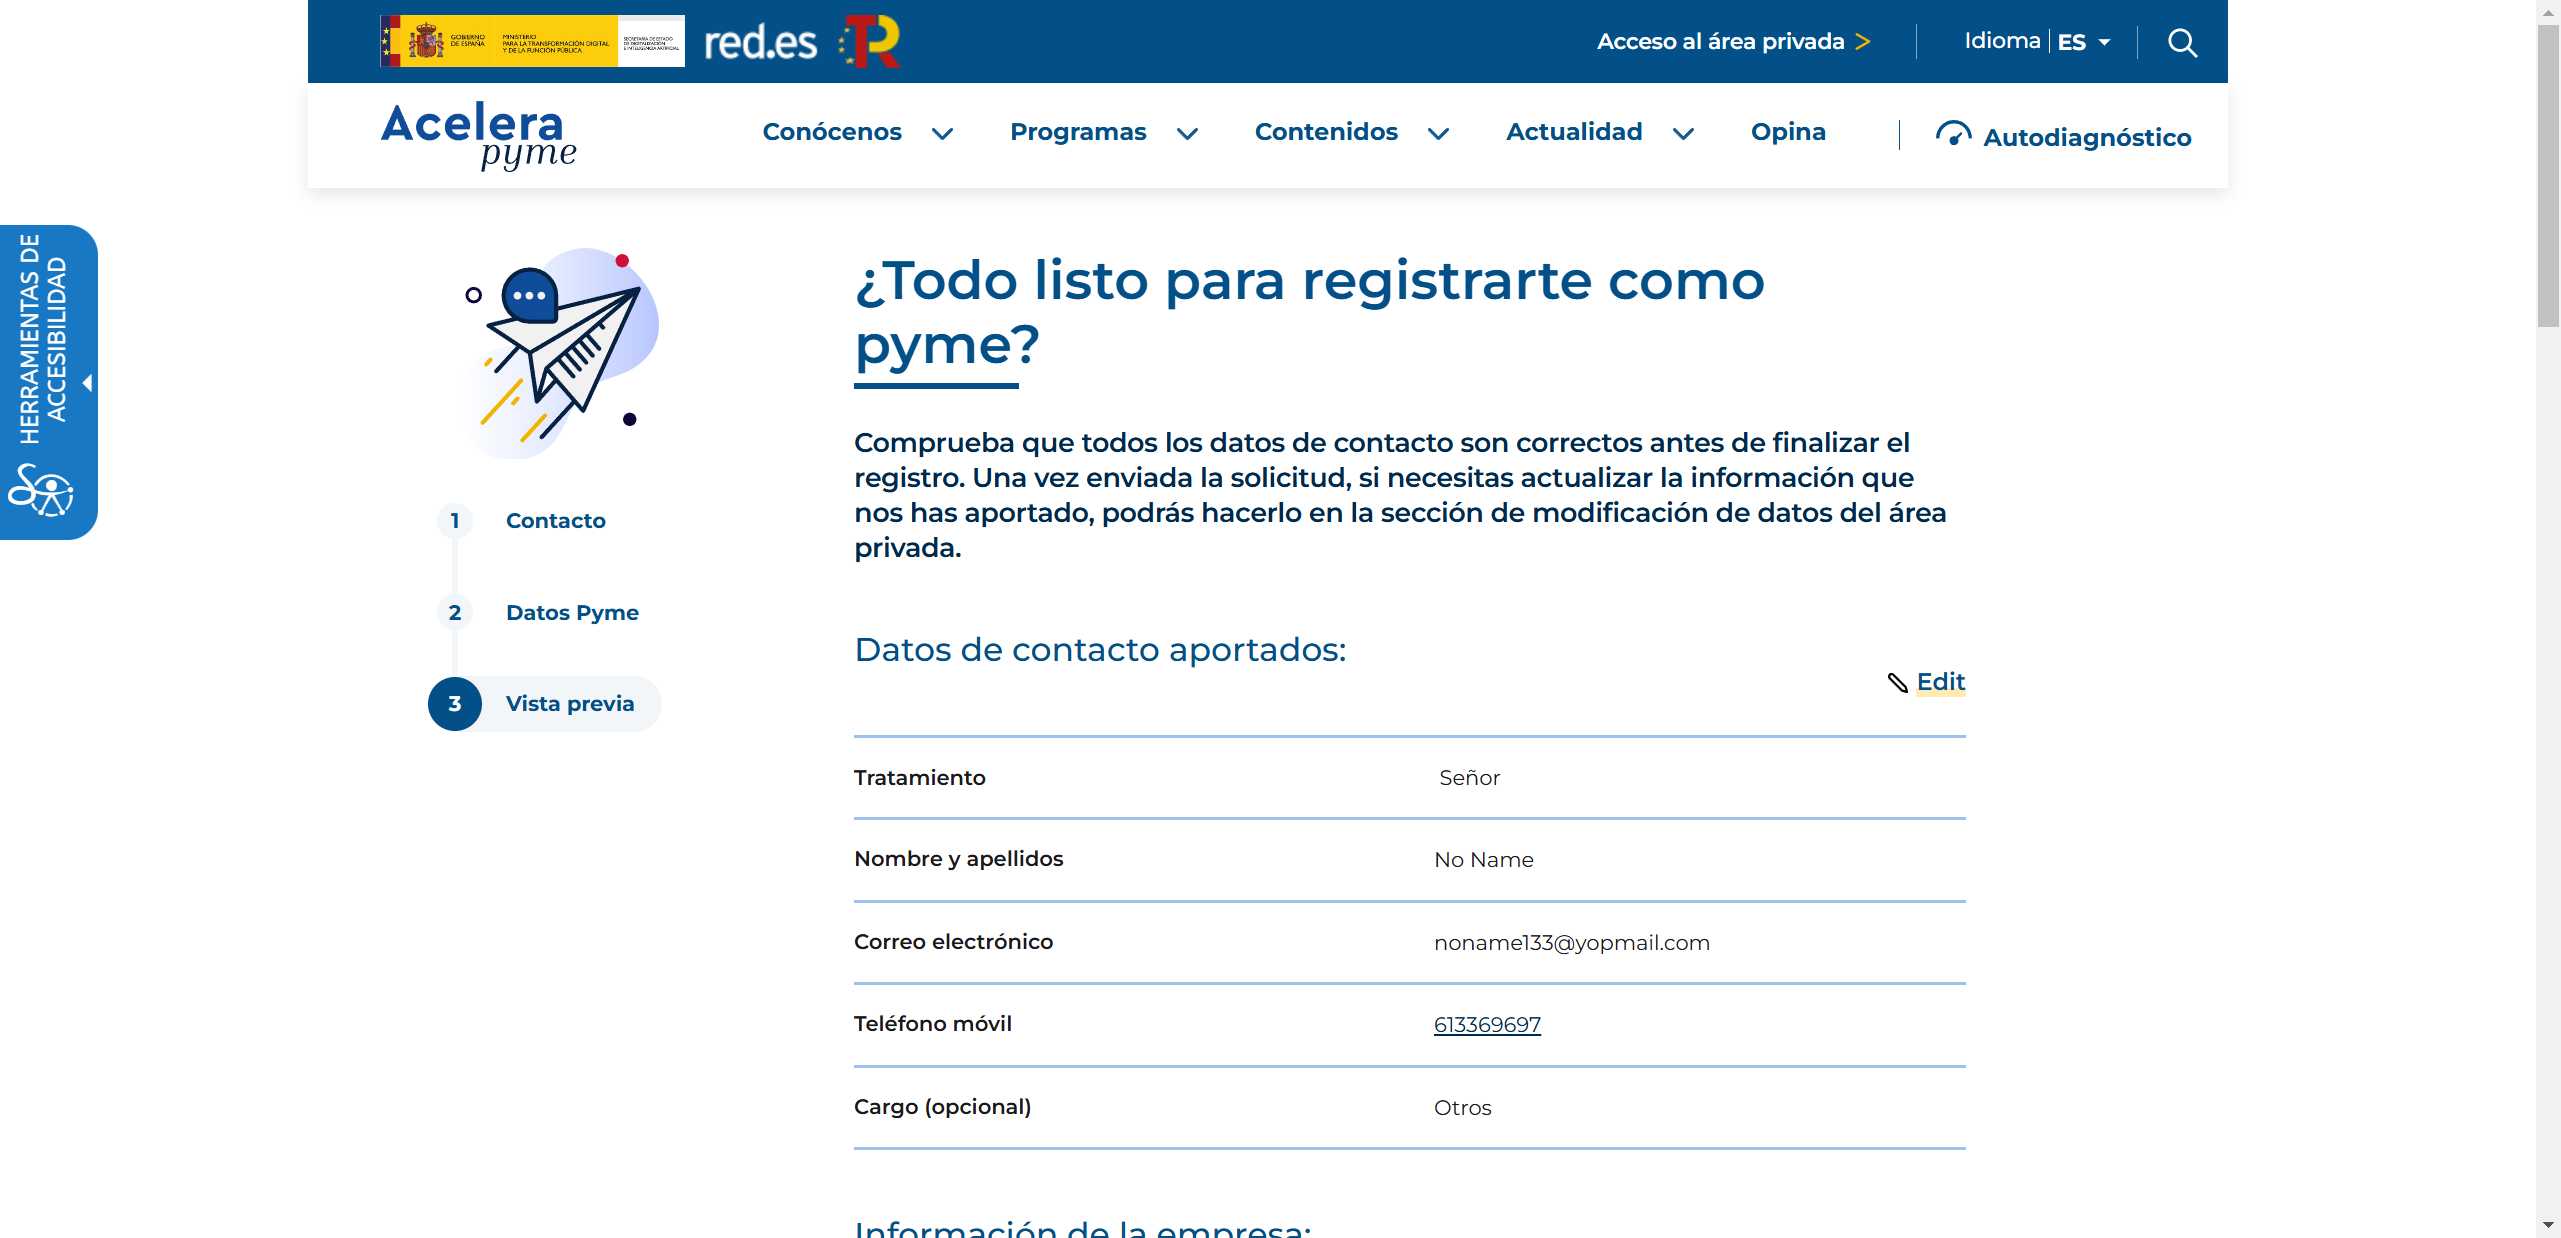 GOBIERNO
DE ESPAÑA
MINISTERIO
PARA LA TRANSFORMACIÓN DIGITAL
Y DE LA FUNCIÓN PÚBLICA
SECRETARÍA DE ESTADO
DE DIGITALIZACIÓN
E INTELIGENCIA ARTIFICIAL
red.es
TR
Acceso al área privada >
Idioma | ES
Acelera
pyme
Conócenos
Programas
Contenidos
Actualidad
Opina
Autodiagnóstico
HERRAMIENTAS DE
ACCESIBILIDAD
1 Contacto
2 Datos Pyme
3 Vista previa
¿Todo listo para registrarte como
pyme?
Comprueba que todos los datos de contacto son correctos antes de finalizar el
registro. Una vez enviada la solicitud, si necesitas actualizar la información que
nos has aportado, podrás hacerlo en la sección de modificación de datos del área
privada.
Datos de contacto aportados:
Edit
Tratamiento Señor
Nombre y apellidos No Name
Correo electrónico noname133@yopmail.com
Teléfono móvil 613369697
Cargo (opcional) Otros
Información de la empresa: